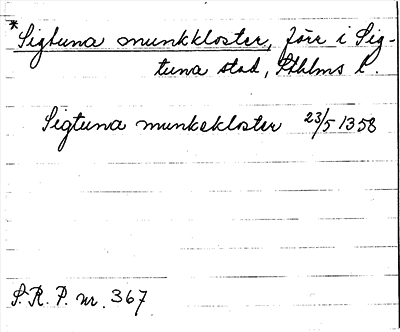 *Sigtuna munkkloster, förr i Sig-
tuna stad, Sthlms l.
Sigtuna munkekloster 23/5 1358
S.R.P. nr. 367